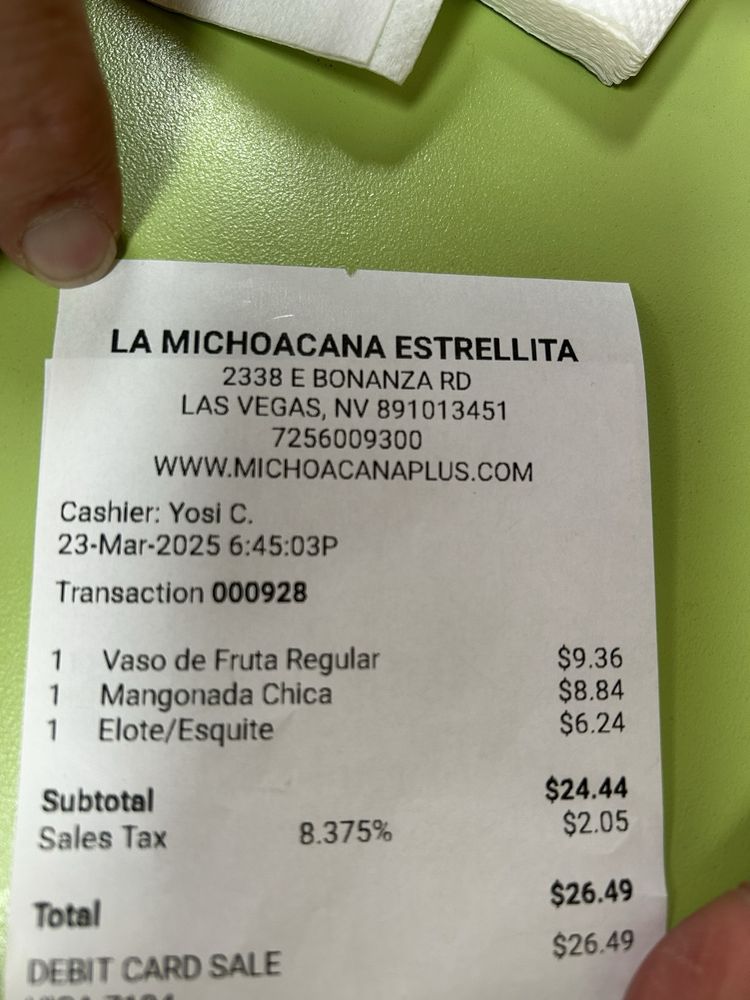 LA MICHOACANA ESTRELLITA
2338 E BONANZA RD
LAS VEGAS, NV 891013451
7256009300
WWW.MICHOACANAPLUS.COM
Cashier: Yosi C.
23-Mar-2025 6:45:03P
Transaction 000928
1 Vaso de Fruta Regular $9.36
1 Mangonada Chica $8.84
1 Elote/Esquite $6.24
Subtotal $24.44
Sales Tax 8.375% $2.05
Total $26.49
DEBIT CARD SALE $26.49